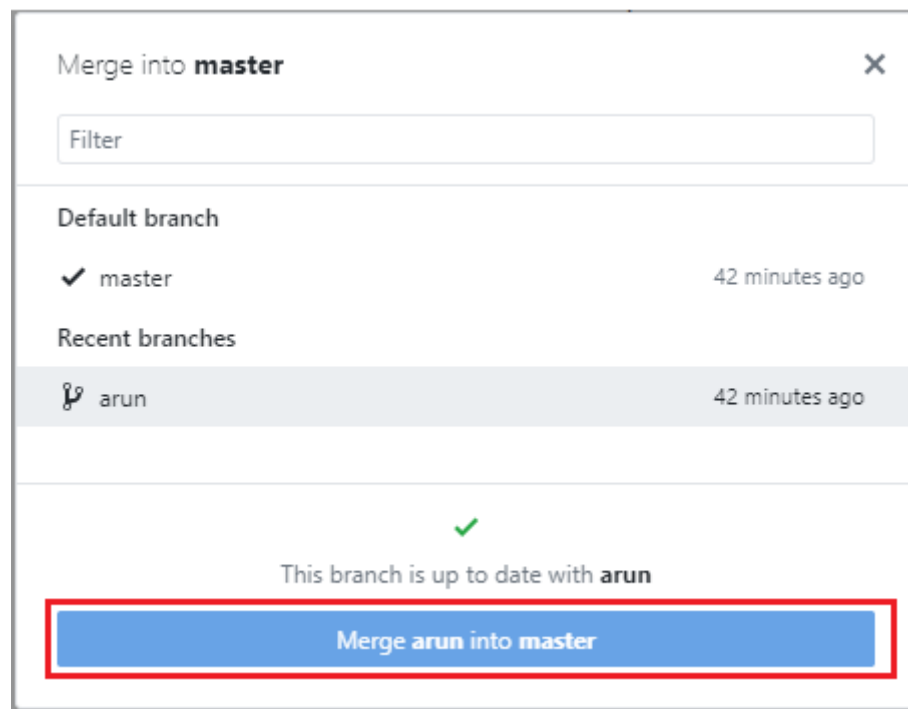 Merge into master
Filter
Default branch
master 42 minutes ago
Recent branches
arun 42 minutes ago
This branch is up to date with arun
Merge arun into master